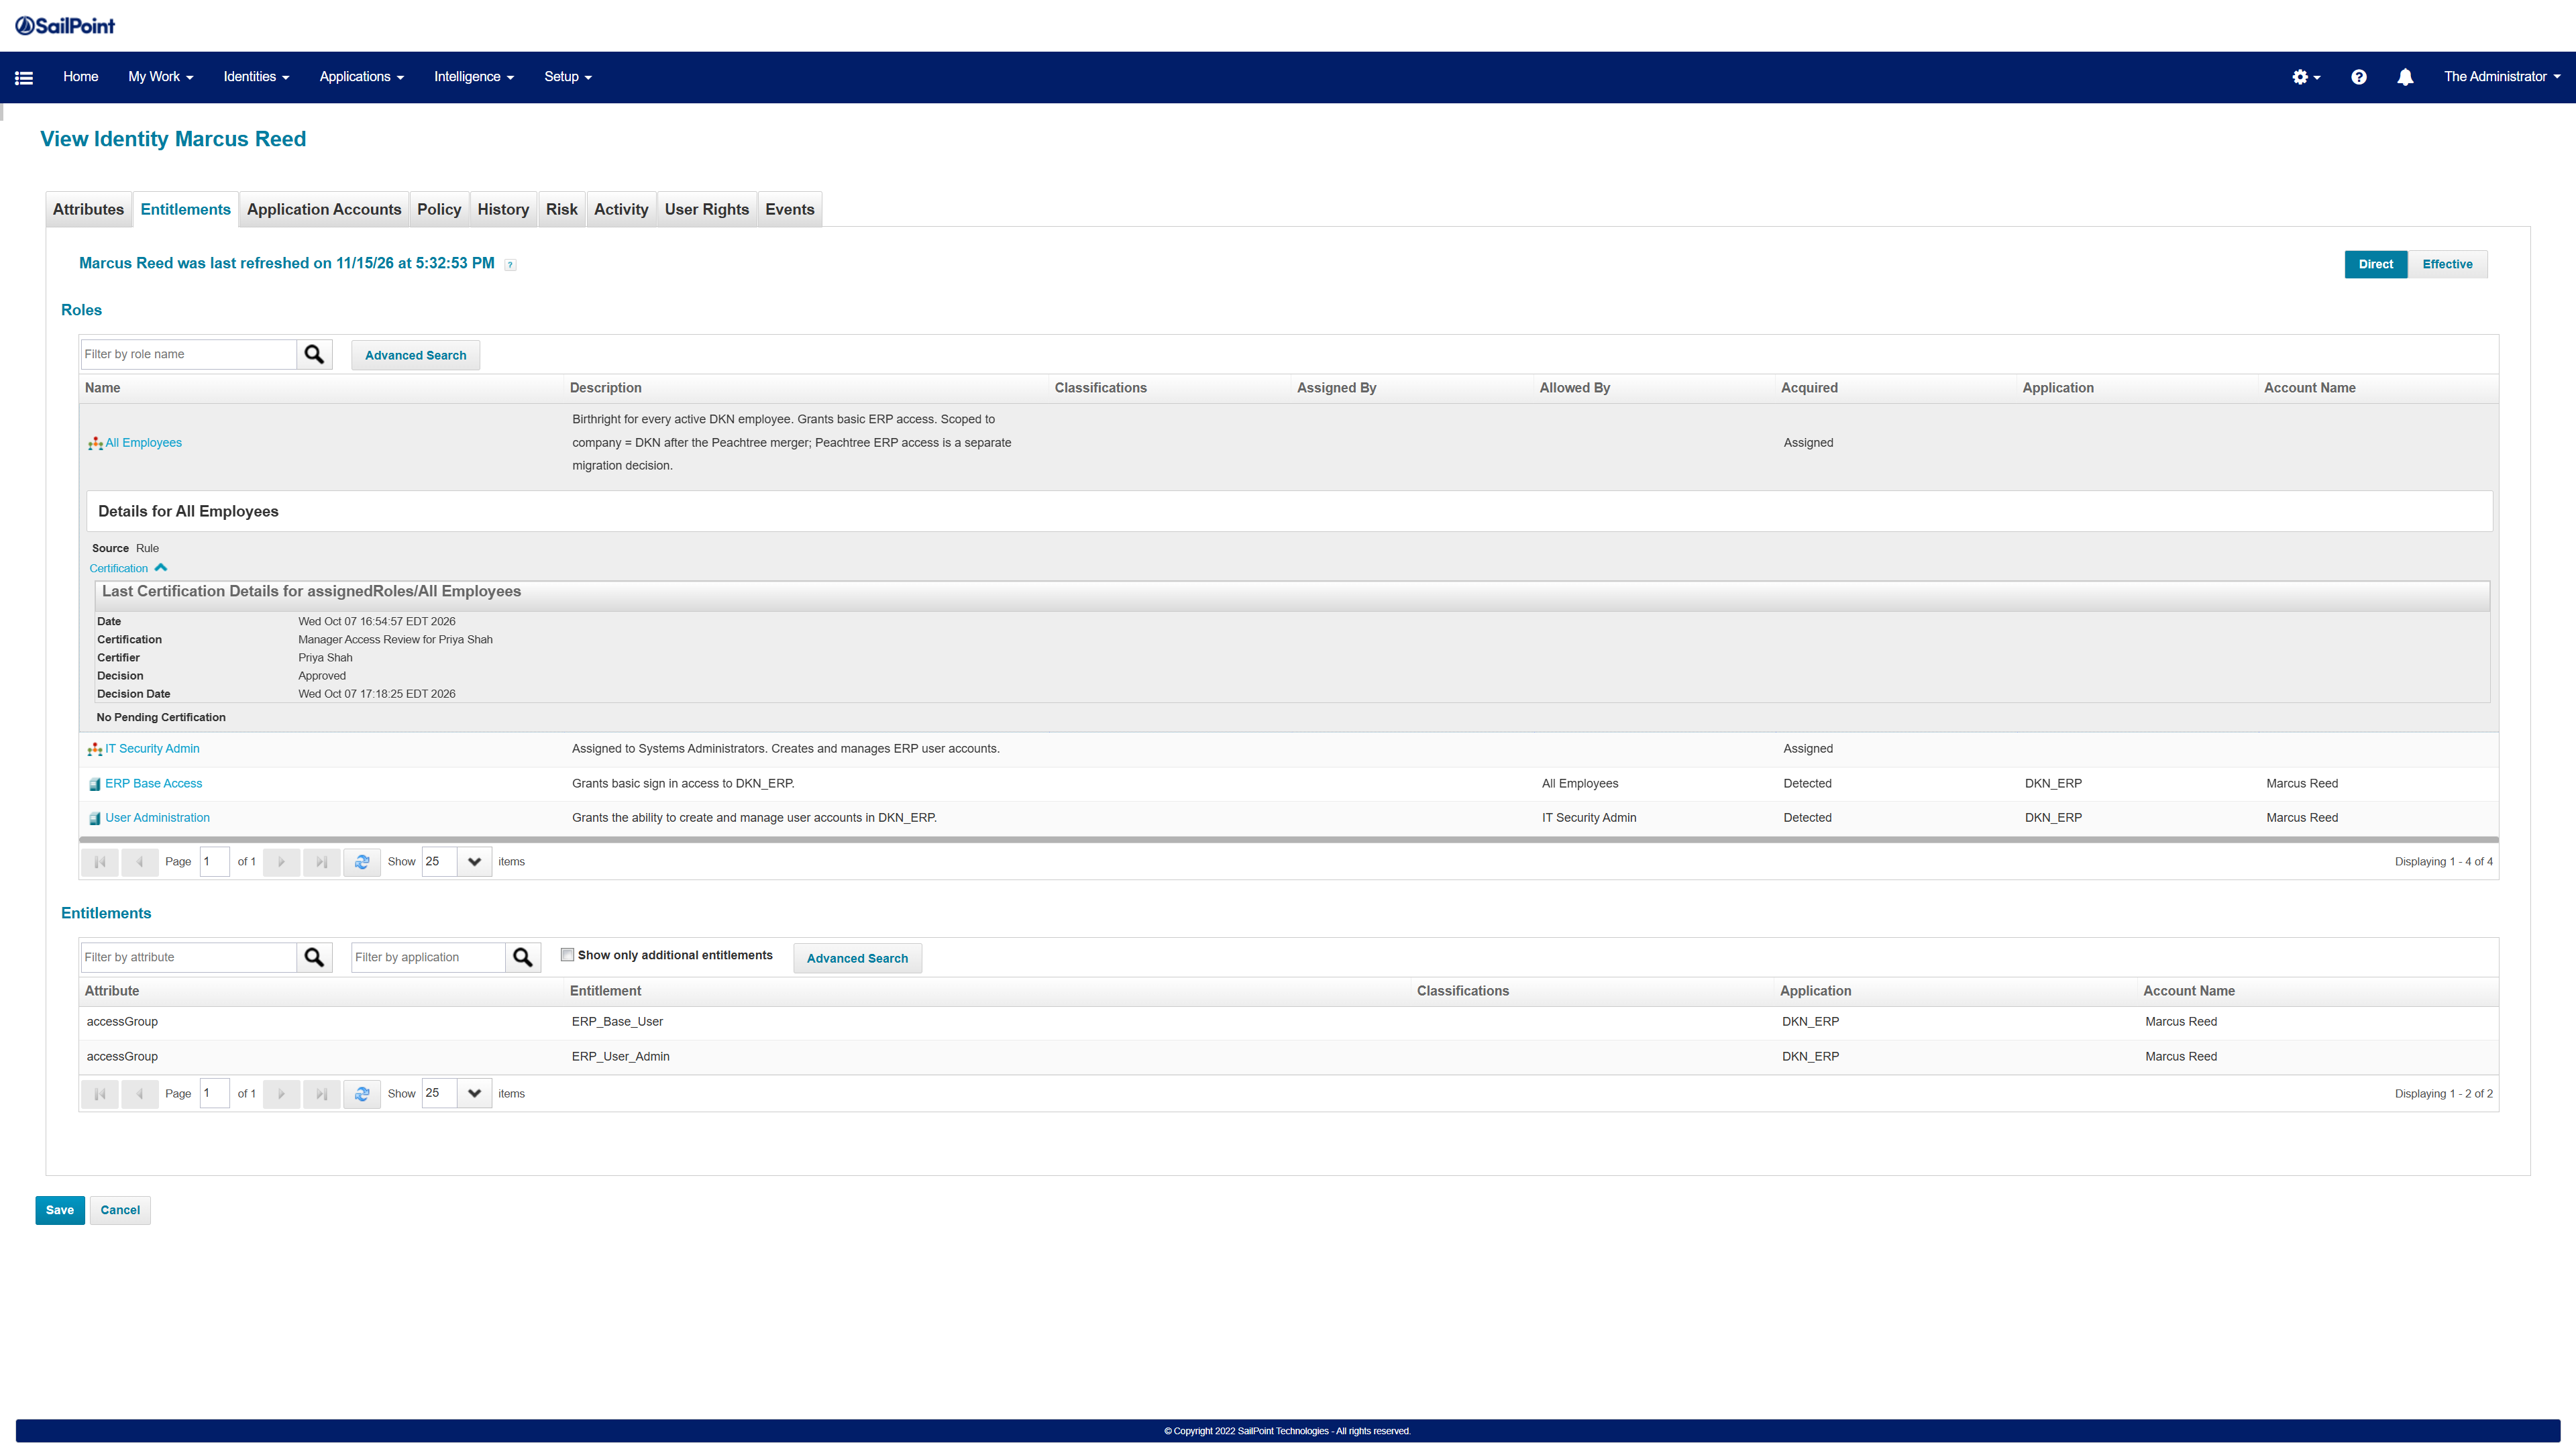 SailPoint
Home My Work Identities Applications Intelligence Setup The Administrator
View Identity Marcus Reed
Attributes Entitlements Application Accounts Policy History Risk Activity User Rights Events
Marcus Reed was last refreshed on 11/15/26 at 5:32:53 PM ?
Direct Effective
Roles
Filter by role name Advanced Search
Name Description Classifications Assigned By Allowed By Acquired Application Account Name
Birthright for every active DKN employee. Grants basic ERP access. Scoped to
All Employees company = DKN after the Peachtree merger; Peachtree ERP access is a separate Assigned
migration decision.
Details for All Employees
Source Rule
Certification
Last Certification Details for assignedRoles/All Employees
Date Wed Oct 07 16:54:57 EDT 2026
Certification Manager Access Review for Priya Shah
Certifier Priya Shah
Decision Approved
Decision Date Wed Oct 07 17:18:25 EDT 2026
No Pending Certification
IT Security Admin Assigned to Systems Administrators. Creates and manages ERP user accounts. Assigned
ERP Base Access Grants basic sign in access to DKN_ERP. All Employees Detected DKN_ERP Marcus Reed
User Administration Grants the ability to create and manage user accounts in DKN_ERP. IT Security Admin Detected DKN_ERP Marcus Reed
Page 1 of 1 Show 25 items Displaying 1 - 4 of 4
Entitlements
Filter by attribute Filter by application Show only additional entitlements Advanced Search
Attribute Entitlement Classifications Application Account Name
accessGroup ERP_Base_User DKN_ERP Marcus Reed
accessGroup ERP_User_Admin DKN_ERP Marcus Reed
Page 1 of 1 Show 25 items Displaying 1 - 2 of 2
Save Cancel
© Copyright 2022 SailPoint Technologies - All rights reserved.